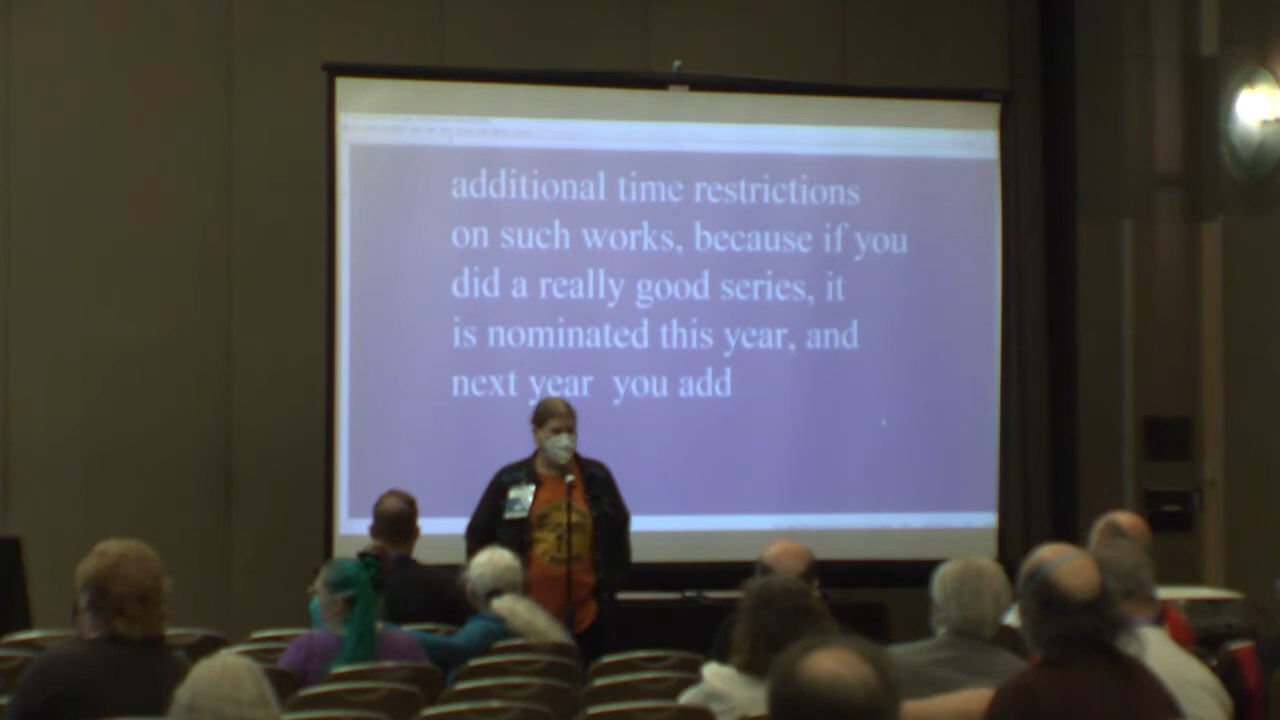 additional time restrictions
on such works, because if you
did a really good series, it
is nominated this year, and
next year you add